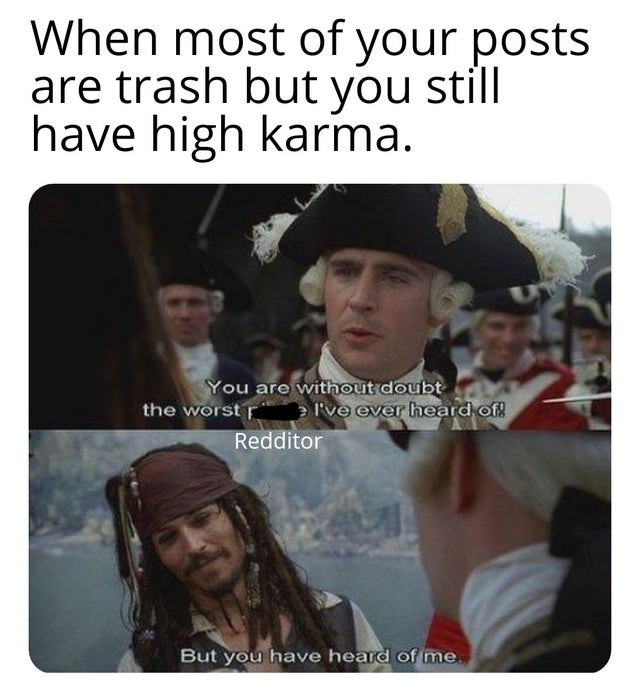 When most of your posts
are trash but you still
have high karma.
You are without doubt
the worst I've ever heard of!
Redditor
But you have heard of me.